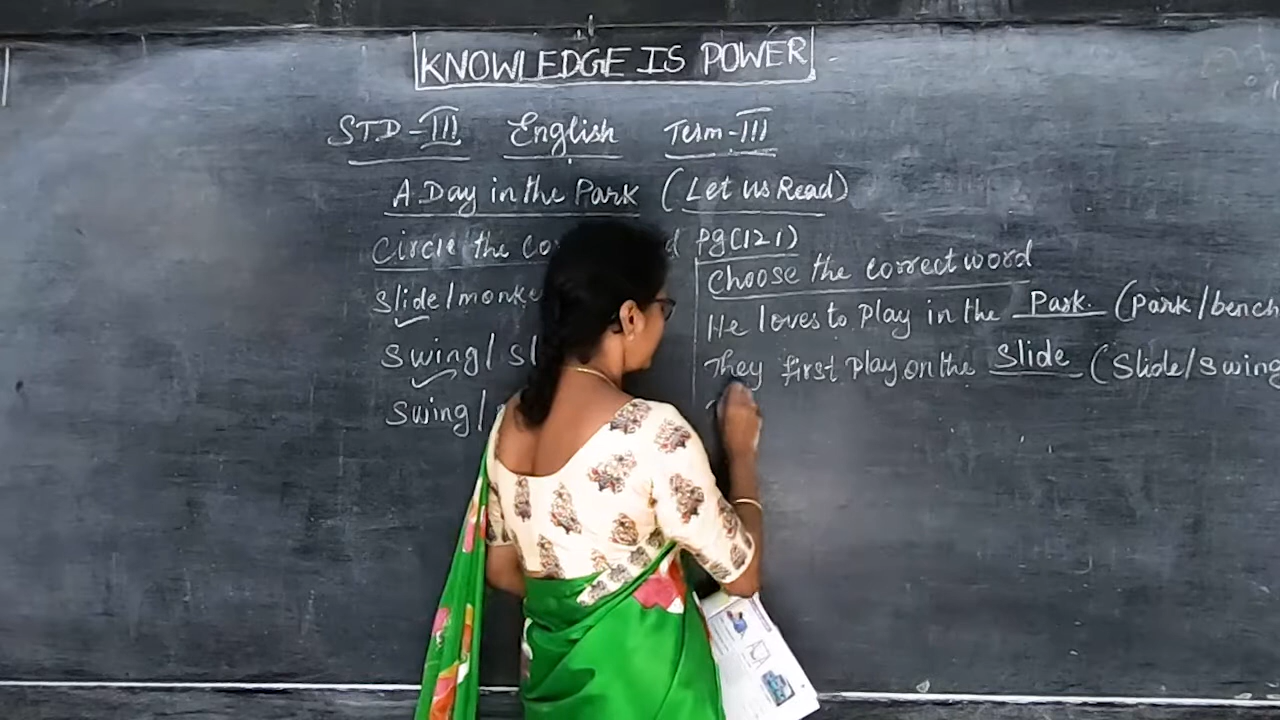 KNOWLEDGE IS POWER
STD-III English Term-III
A Day in the Park (Let us Read)
Circle the Pg(121)
Slide/
Swing/
Swing/
Choose the correct word
He loves to Play in the Park. (Park/bench
They first Play on the Slide (Slide/Swing